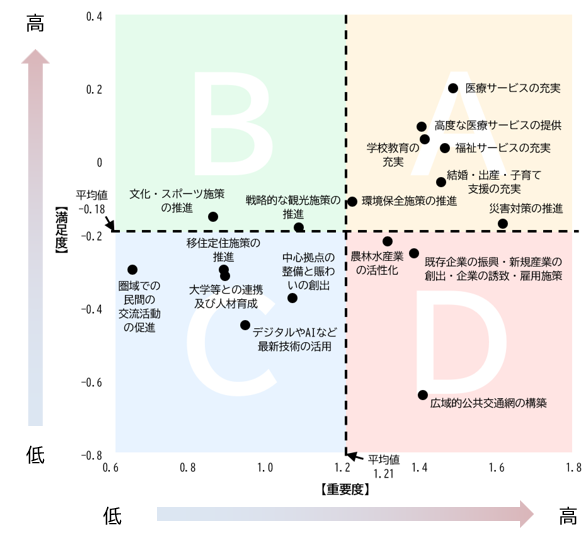 高
0.4
B
A
0.2
医療サービスの充実
高度な医療サービスの提供
学校教育の
充実
福祉サービスの充実
0
結婚・出産・子育て
支援の充実
平均値
-0.18
文化・スポーツ施策
の推進
戦略的な観光施策の
推進
環境保全施策の推進
災害対策の推進
-0.2
【満足度】
移住定住施策の
推進
中心拠点の
整備と賑わ
いの創出
農林水産業
の活性化
既存企業の振興・新規産業の
創出・企業の誘致・雇用施策
圏域での
民間の
交流活動
の促進
大学等との連携
及び人材育成
-0.4
C
D
デジタルやAIなど
最新技術の活用
-0.6
広域的公共交通網の構築
低
-0.8
0.6
0.8
1.0
1.2
平均値
1.21
1.4
1.6
1.8
【重要度】
低
高